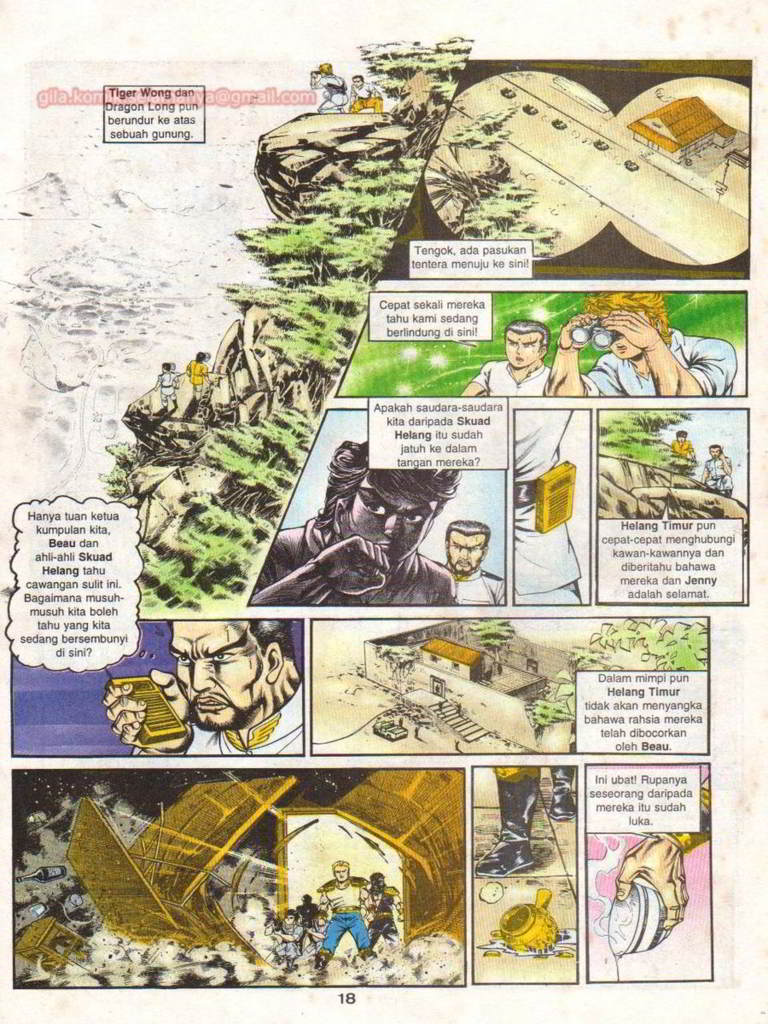 Tiger Wong dan
Dragon Long pun
berundur ke atas
sebuah gunung.
Tengok, ada pasukan
tentera menuju ke sini!
Cepat sekali mereka
tahu kami sedang
berlindung di sini!
Apakah saudara-saudara
kita daripada Skuad
Helang itu sudah
jatuh ke dalam
tangan mereka?
Helang Timur pun
cepat-cepat menghubungi
kawan-kawannya dan
diberitahu bahawa
mereka dan Jenny
adalah selamat.
Hanya tuan ketua
kumpulan kita,
Beau dan
ahli-ahli Skuad
Helang tahu
cawangan sulit ini.
Bagaimana musuh-
musuh kita boleh
tahu yang kita
sedang bersembunyi
di sini?
Dalam mimpi pun
Helang Timur
tidak akan menyangka
bahawa rahsia mereka
telah dibocorkan
oleh Beau.
Ini ubat! Rupanya
seseorang daripada
mereka itu sudah
luka.
18